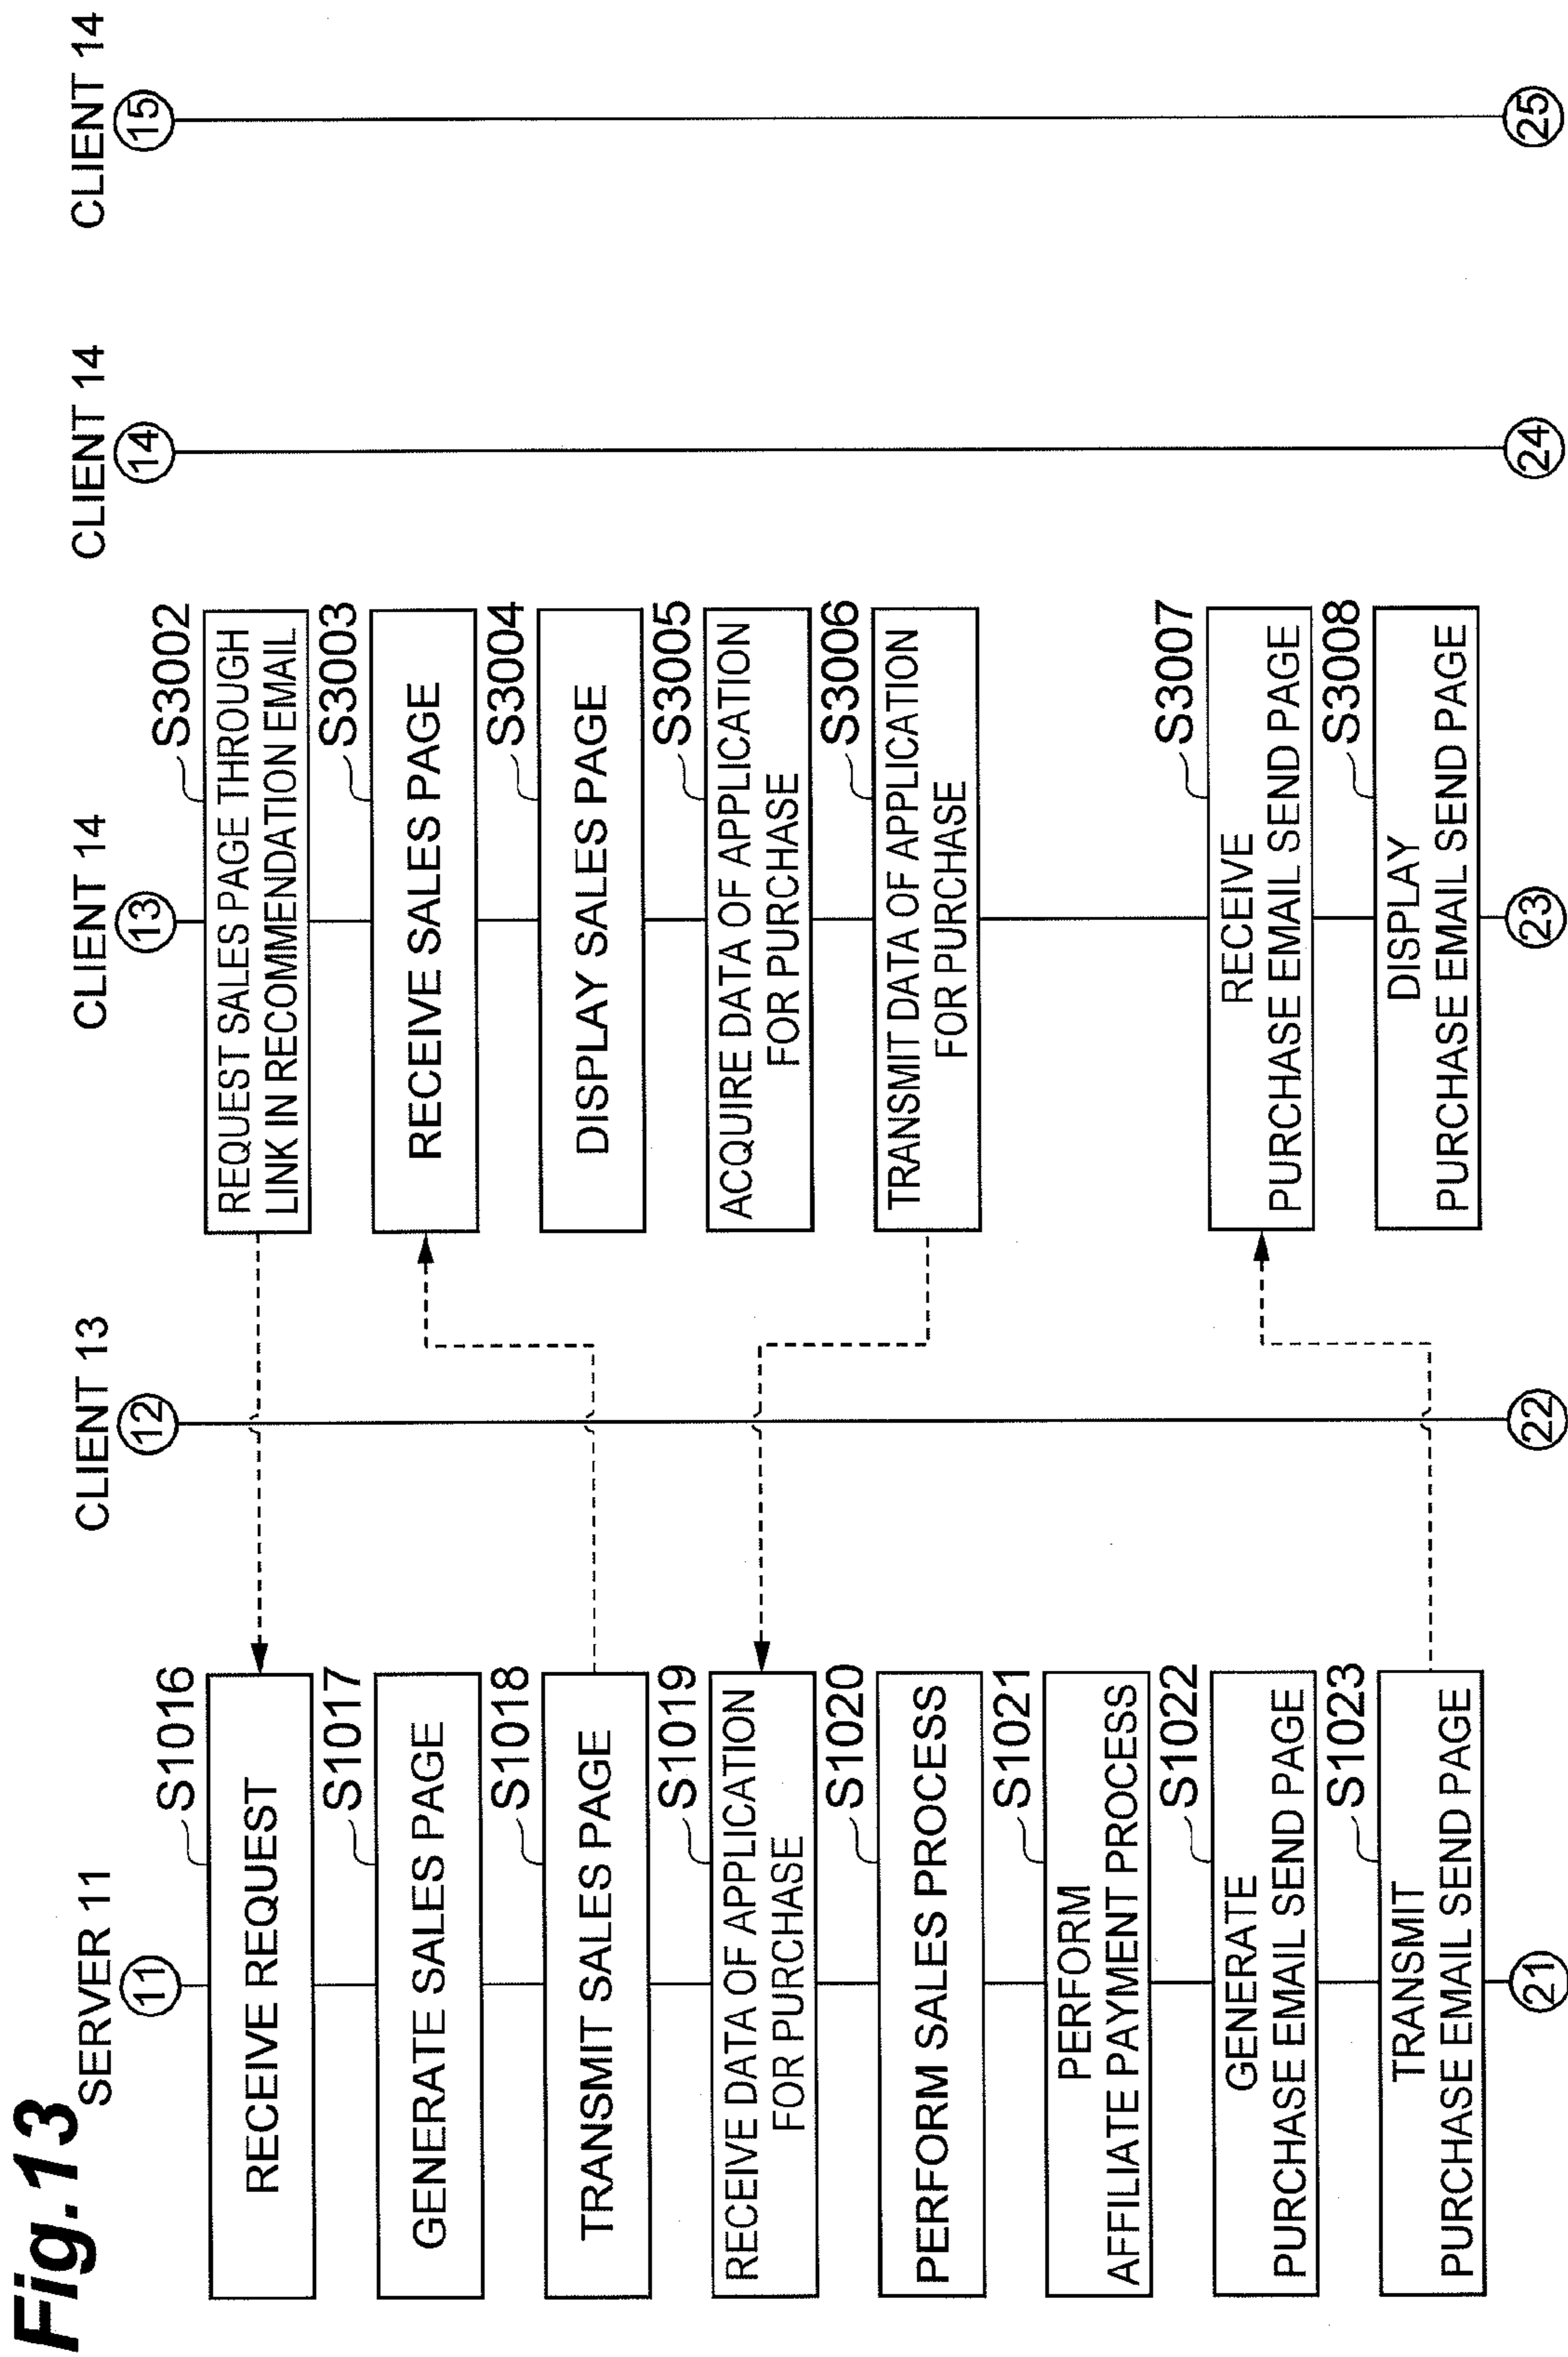 Fig.13
SERVER 11
CLIENT 13
CLIENT 14
CLIENT 14
CLIENT 14
11
12
13
14
15
S1016
RECEIVE REQUEST
S3002
REQUEST SALES PAGE THROUGH
LINK IN RECOMMENDATION EMAIL
S1017
GENERATE SALES PAGE
S3003
RECEIVE SALES PAGE
S1018
TRANSMIT SALES PAGE
S3004
DISPLAY SALES PAGE
S1019
RECEIVE DATA OF APPLICATION
FOR PURCHASE
S3005
ACQUIRE DATA OF APPLICATION
FOR PURCHASE
S1020
PERFORM SALES PROCESS
S3006
TRANSMIT DATA OF APPLICATION
FOR PURCHASE
S1021
PERFORM
AFFILIATE PAYMENT PROCESS
S1022
GENERATE
PURCHASE EMAIL SEND PAGE
S3007
RECEIVE
PURCHASE EMAIL SEND PAGE
S1023
TRANSMIT
PURCHASE EMAIL SEND PAGE
S3008
DISPLAY
PURCHASE EMAIL SEND PAGE
21
22
23
24
25